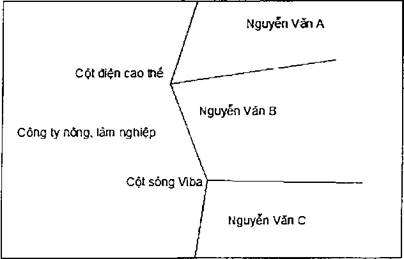 Nguyễn Văn A
Cột điện cao thế
Nguyễn Văn B
Công ty nông, lâm nghiệp
Cột sóng Viba
Nguyễn Văn C